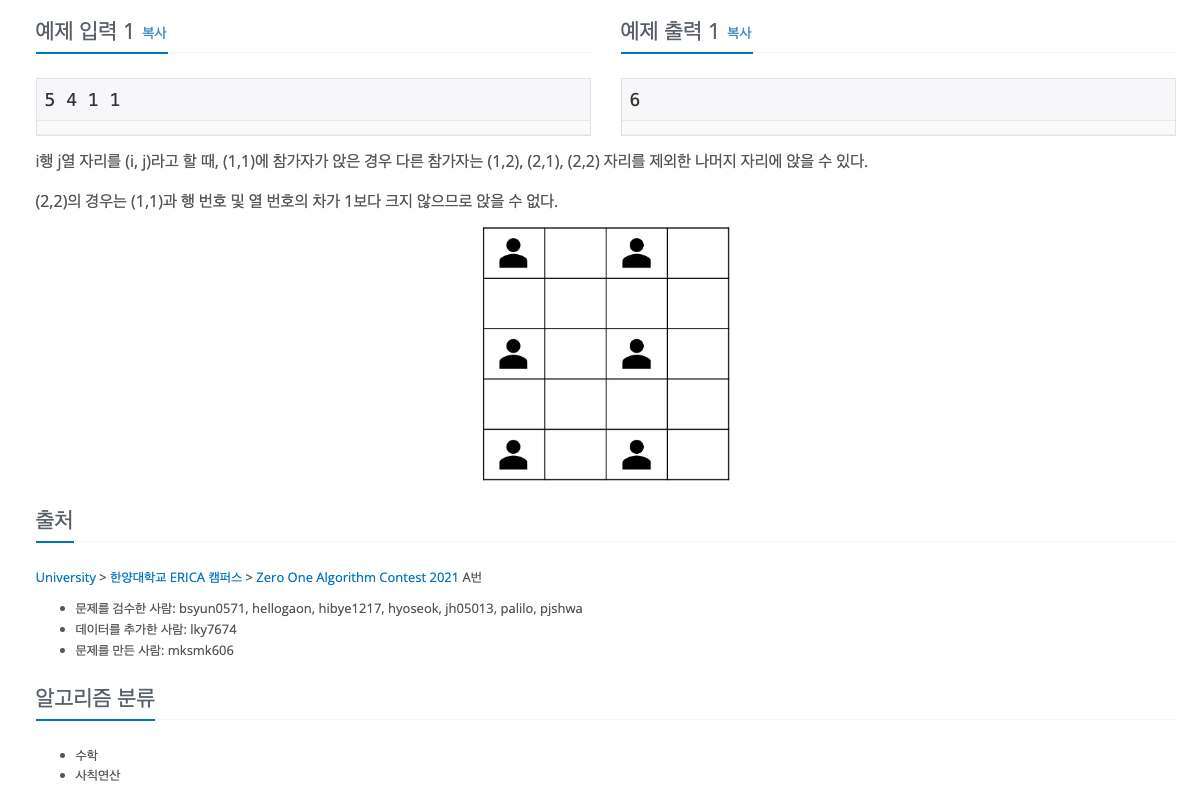 예제 입력 1 복사
예제 출력 1 복사
5 4 1 1
6
i행 j열 자리를 (i, j)라고 할 때, (1,1)에 참가자가 앉은 경우 다른 참가자는 (1,2), (2,1), (2,2) 자리를 제외한 나머지 자리에 앉을 수 있다.
(2,2)의 경우는 (1,1)과 행 번호 및 열 번호의 차가 1보다 크지 않으므로 앉을 수 없다.
출처
University > 한양대학교 ERICA 캠퍼스 > Zero One Algorithm Contest 2021 A번
문제를 검수한 사람: bsyun0571, hellogaon, hibye1217, hyoseok, jh05013, palilo, pjshwa
데이터를 추가한 사람: lky7674
문제를 만든 사람: mksmk606
알고리즘 분류
수학
사칙연산